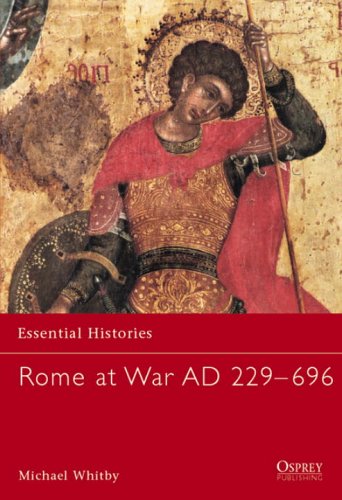 Essential Histories
Rome at War AD 229–696
Michael Whitby
OSPREY
PUBLISHING